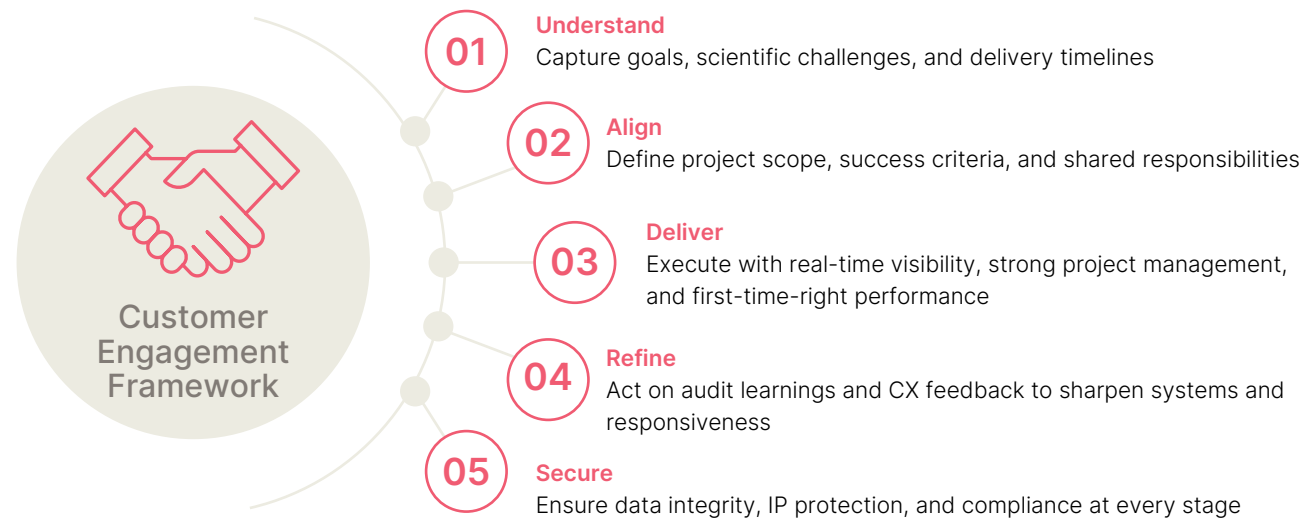 Customer
Engagement
Framework
01
Understand
Capture goals, scientific challenges, and delivery timelines
02
Align
Define project scope, success criteria, and shared responsibilities
03
Deliver
Execute with real-time visibility, strong project management,
and first-time-right performance
04
Refine
Act on audit learnings and CX feedback to sharpen systems and
responsiveness
05
Secure
Ensure data integrity, IP protection, and compliance at every stage